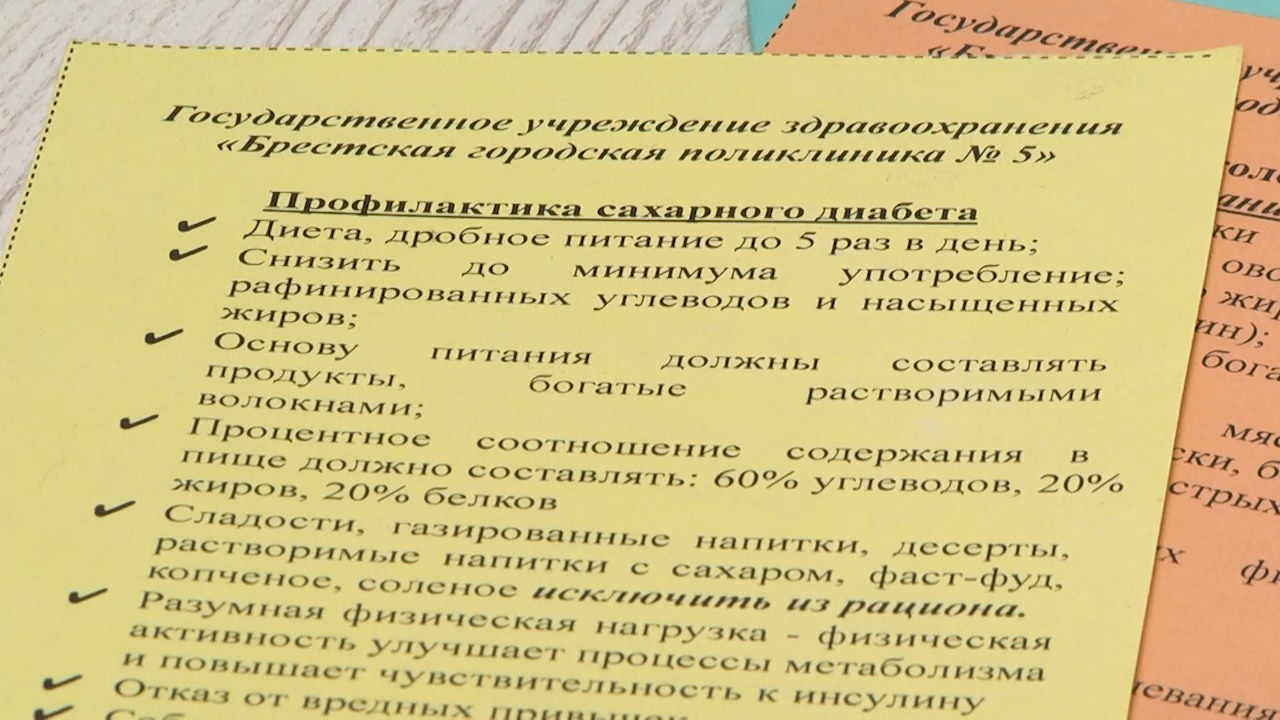 Государственное учреждение здравоохранения
«Брестская городская поликлиника № 5»
Профилактика сахарного диабета
Диета, дробное питание до 5 раз в день;
Снизить до минимума употребление;
рафинированных углеводов и насыщенных
жиров;
Основу питания должны составлять
продукты, богатые растворимыми
волокнами;
Процентное соотношение содержания в
пище должно составлять: 60% углеводов, 20%
жиров, 20% белков
Сладости, газированные напитки, десерты,
растворимые напитки с сахаром, фаст-фуд,
копченое, соленое исключить из рациона.
Разумная физическая нагрузка - физическая
активность улучшает процессы метаболизма
и повышает чувствительность к инсулину
Отказ от вредных привычек